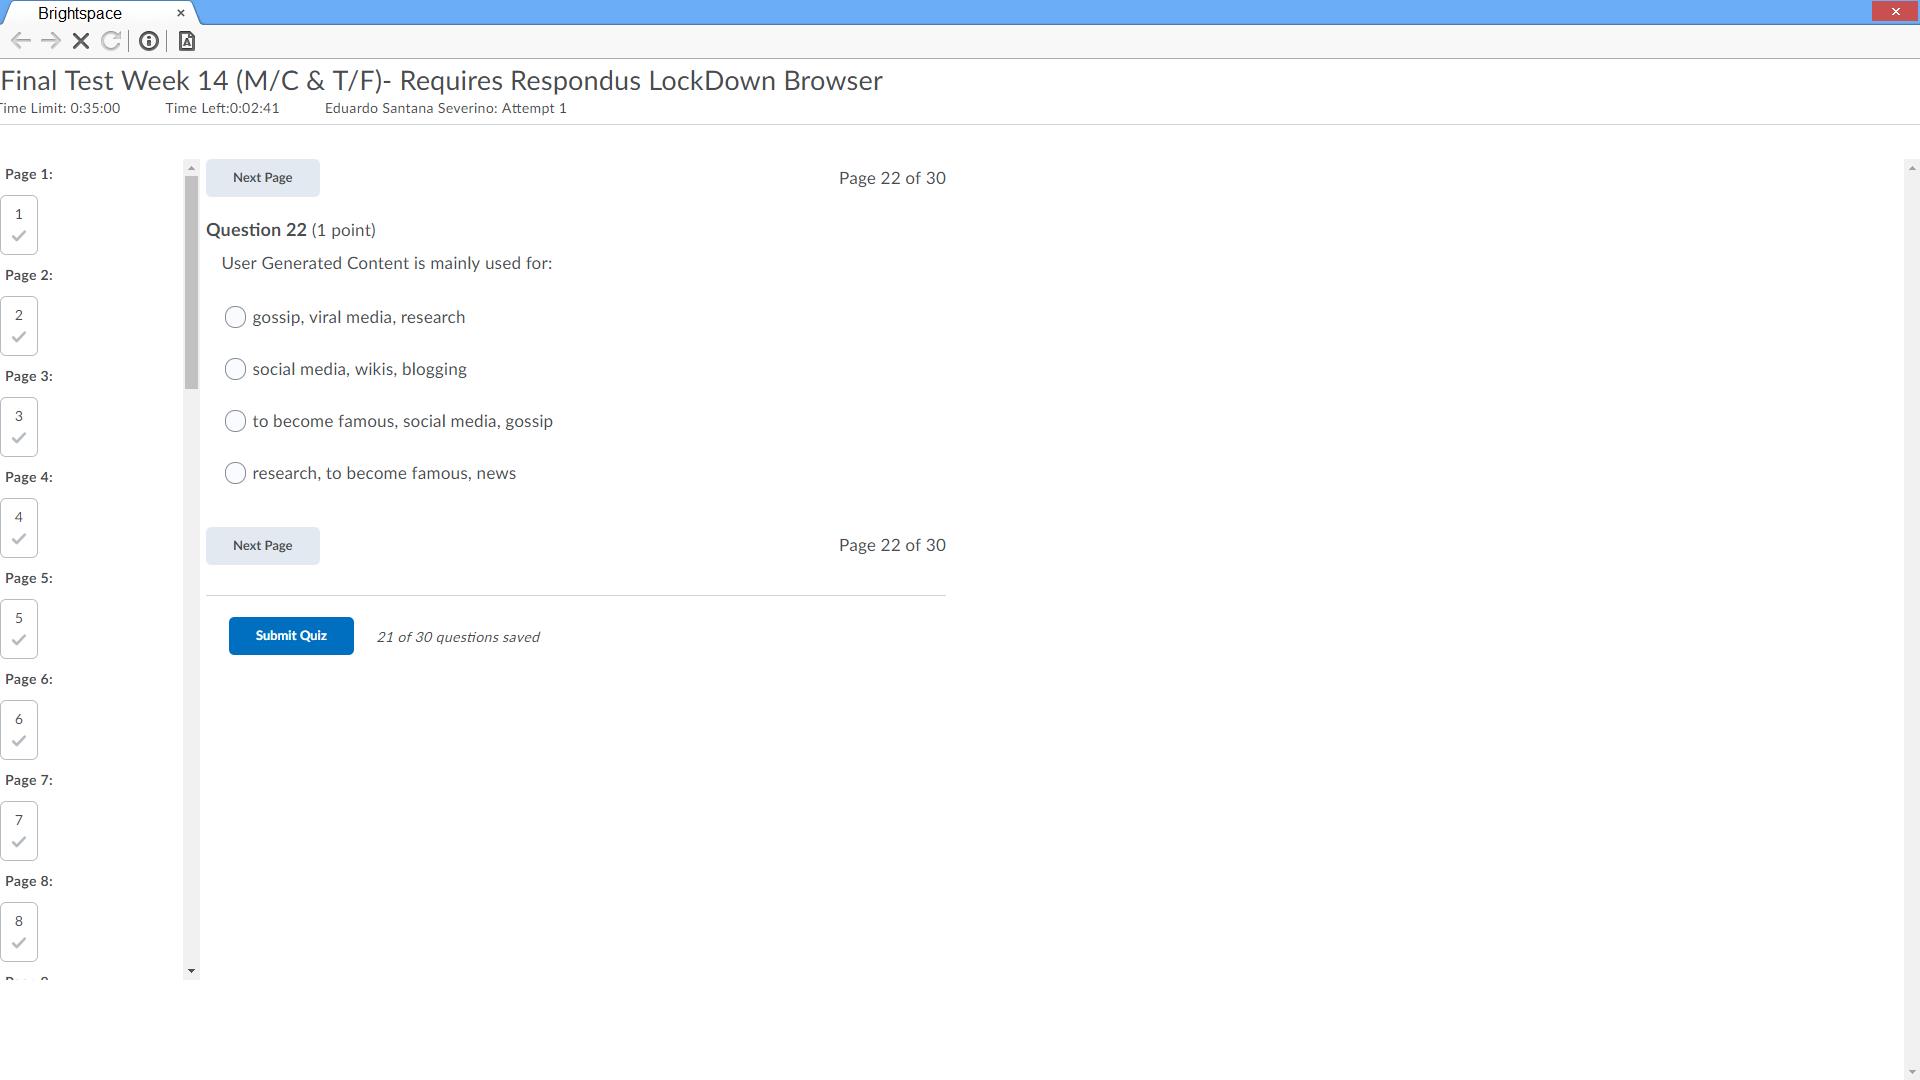 Brightspace
Final Test Week 14 (M/C & T/F)- Requires Respondus LockDown Browser
Time Limit: 0:35:00 Time Left:0:02:41 Eduardo Santana Severino: Attempt 1
Page 1:
1
Page 2:
2
Page 3:
3
Page 4:
4
Page 5:
5
Page 6:
6
Page 7:
7
Page 8:
8
Next Page Page 22 of 30
Question 22 (1 point)
User Generated Content is mainly used for:
gossip, viral media, research
social media, wikis, blogging
to become famous, social media, gossip
research, to become famous, news
Next Page Page 22 of 30
Submit Quiz 21 of 30 questions saved